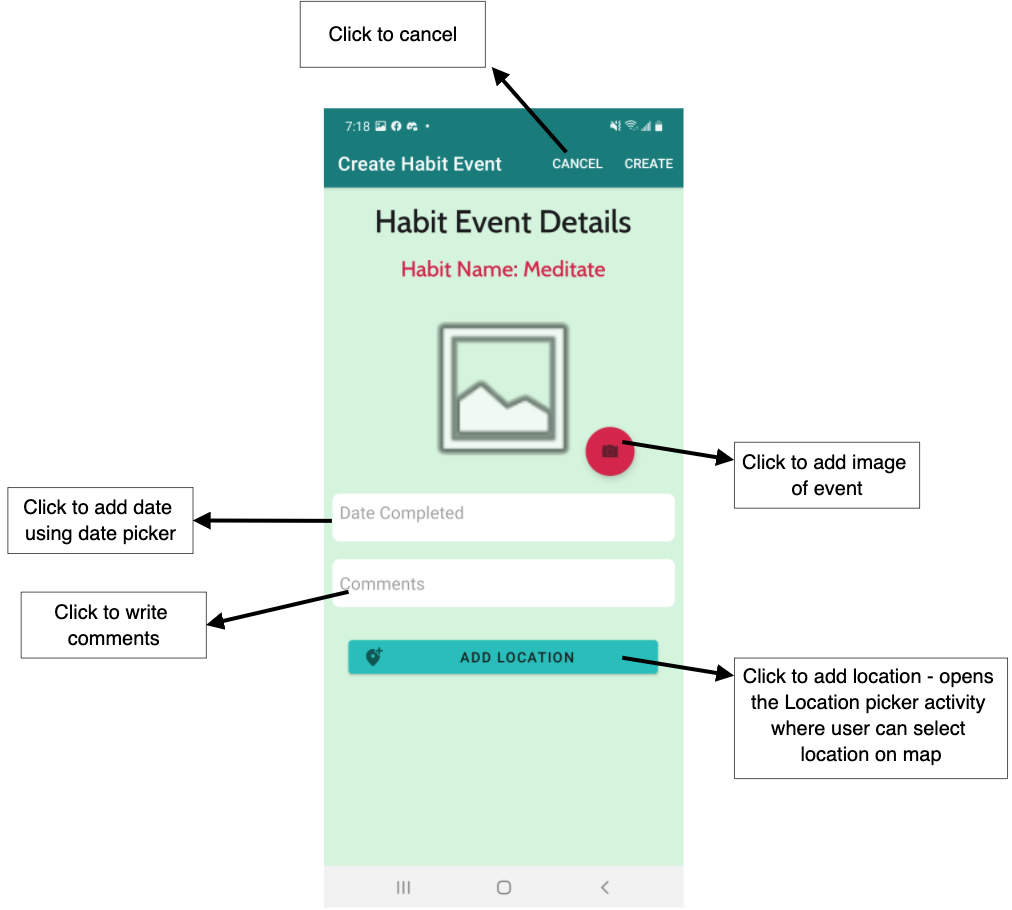 Click to cancel
7:18
Create Habit Event CANCEL CREATE
Habit Event Details
Habit Name: Meditate
Click to add image
of event
Click to add date
using date picker
Date Completed
Comments
Click to write
comments
ADD LOCATION
Click to add location - opens
the Location picker activity
where user can select
location on map